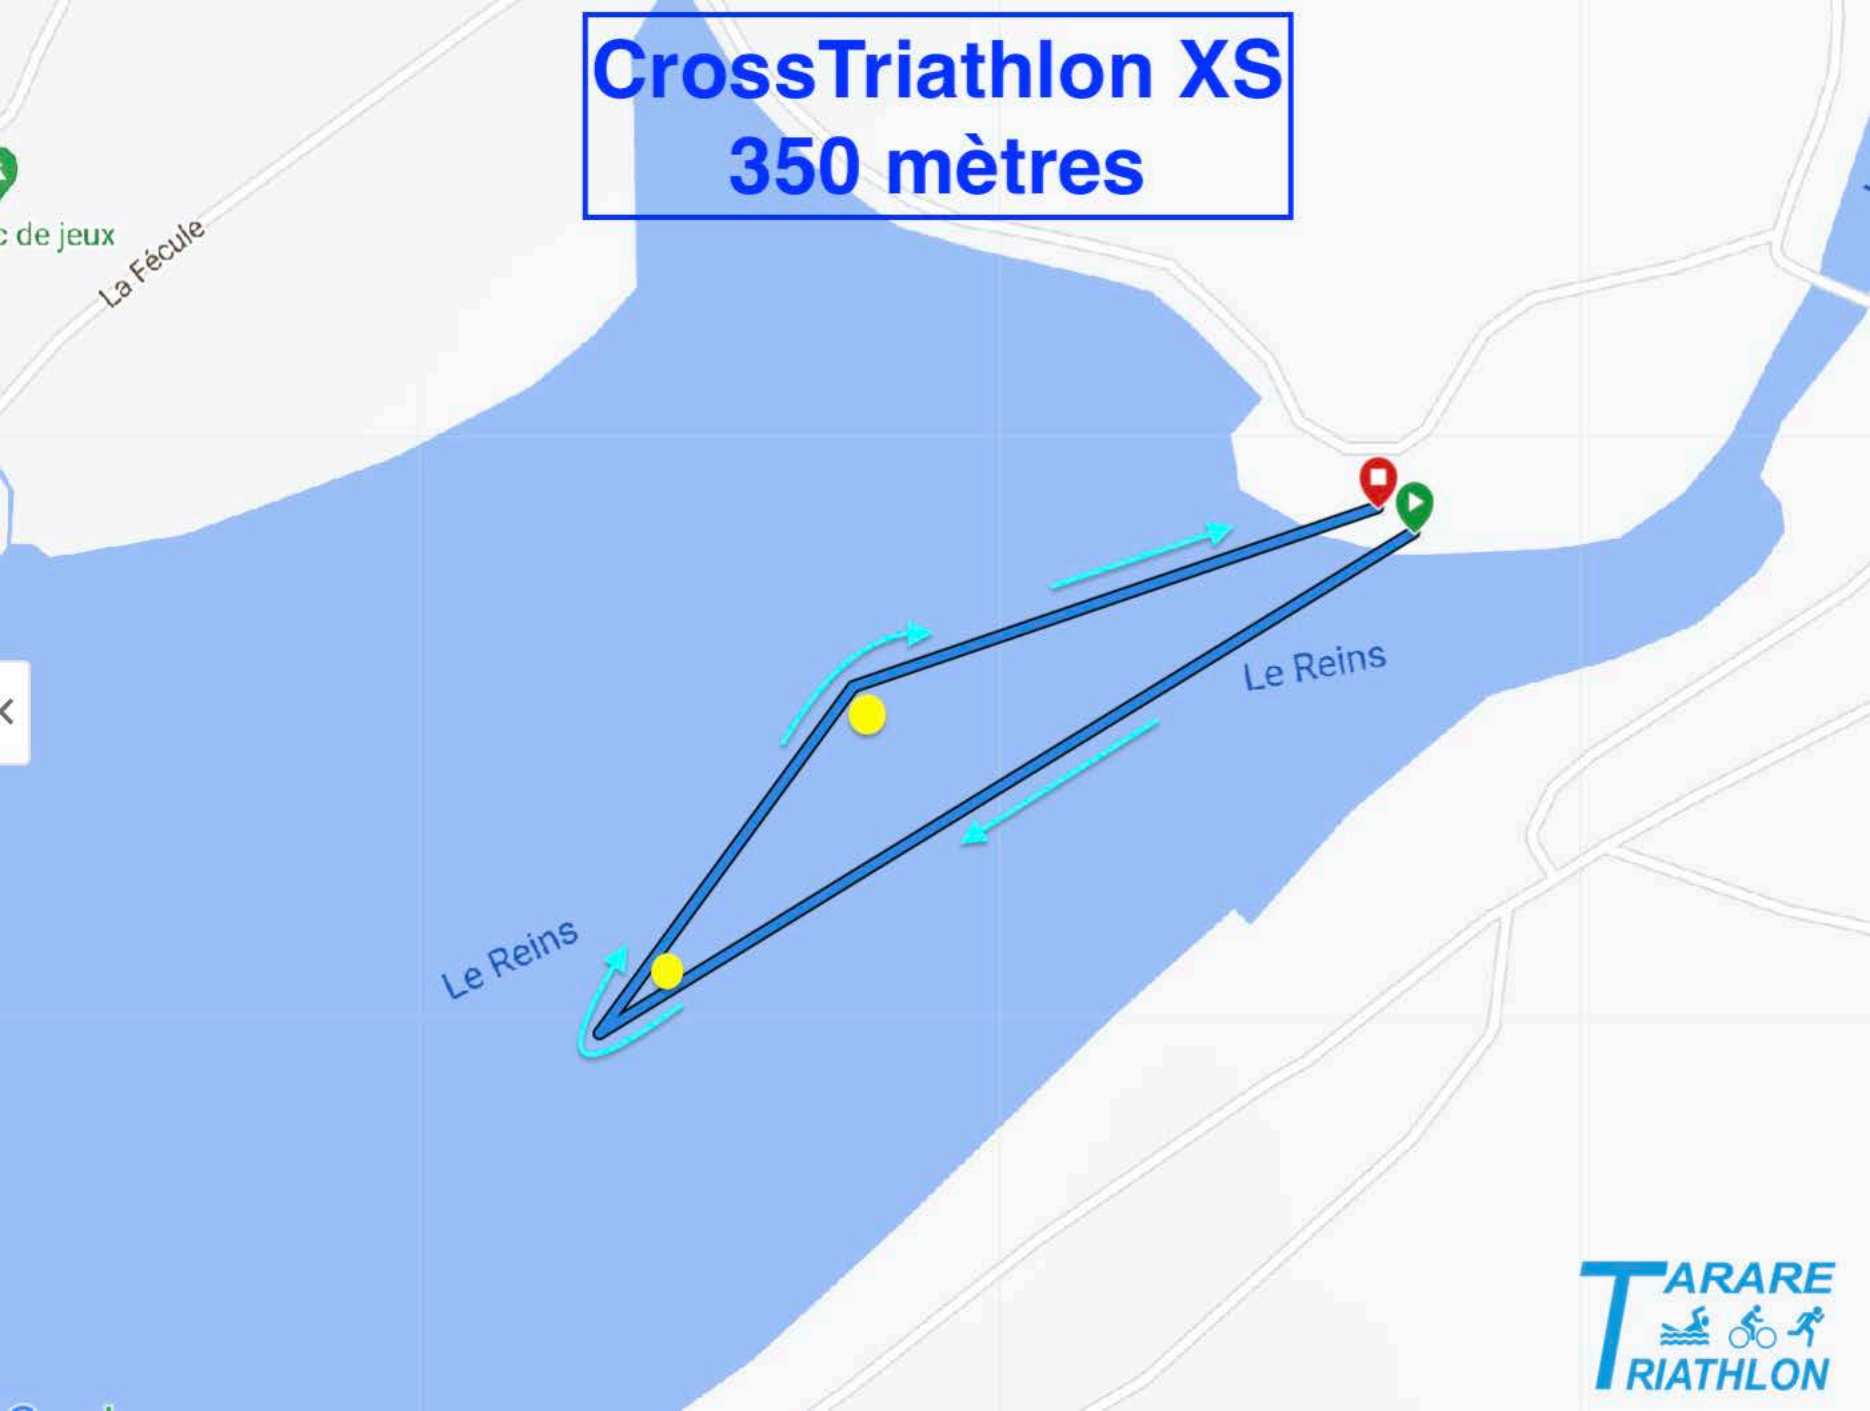 CrossTriathlon XS
350 mètres
c de jeux
La Fécule
Le Reins
Le Reins
TARARE
TRIATHLON